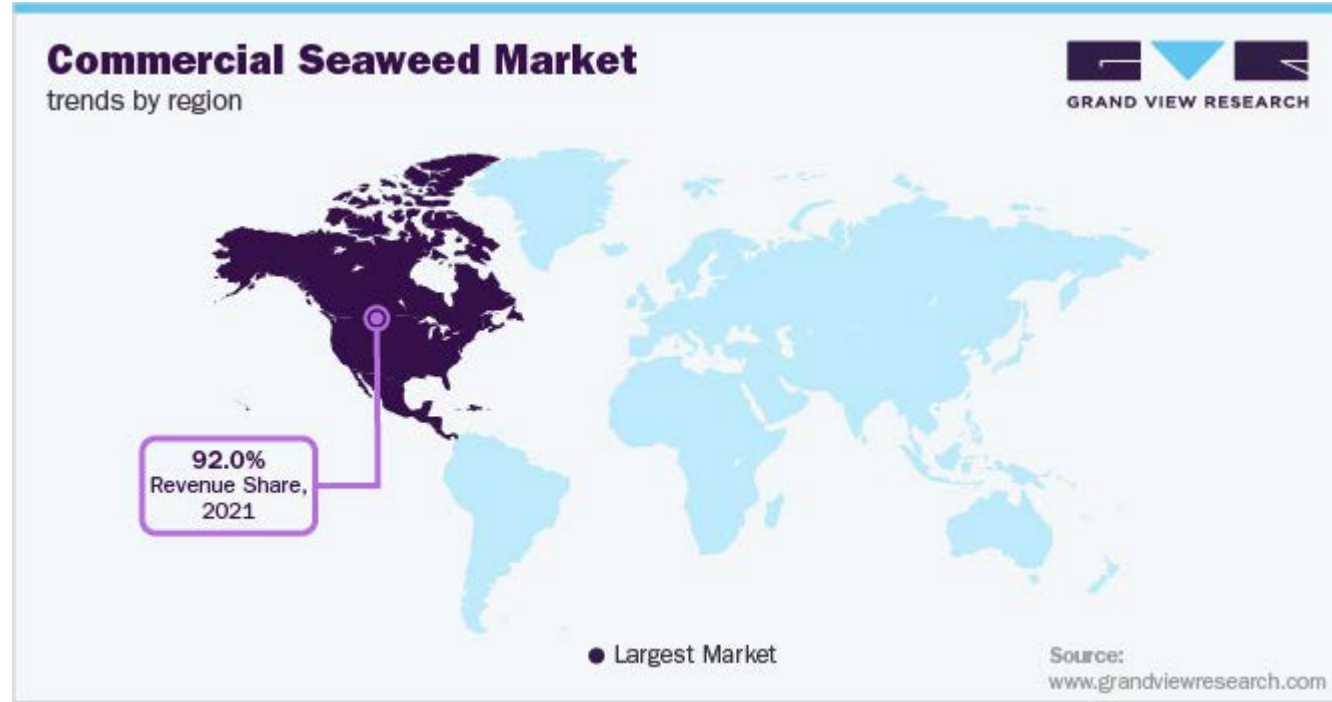 Commercial Seaweed Market
trends by region
GRAND VIEW RESEARCH
92.0%
Revenue Share,
2021
Largest Market
Source:
www.grandviewresearch.com